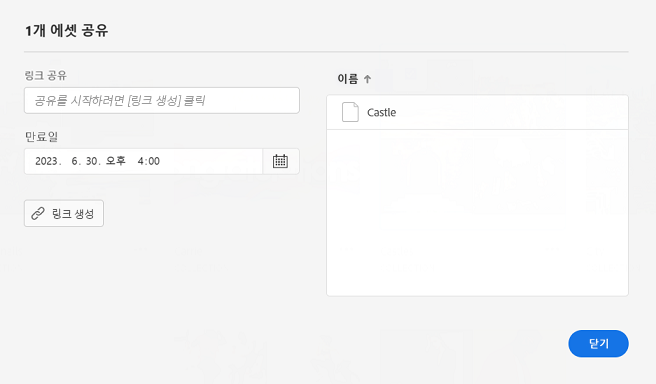 1개 에셋 공유
링크 공유
공유를 시작하려면 [링크 생성] 클릭
만료일
2023. 6. 30. 오후 4:00
링크 생성
이름
Castle
닫기